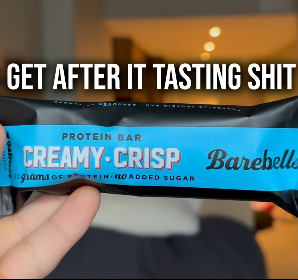 GET AFTER IT TASTING SHIT
PROTEIN BAR
CREAMY·CRISP
Barebells
grams OF PROTEIN · no ADDED SUGAR